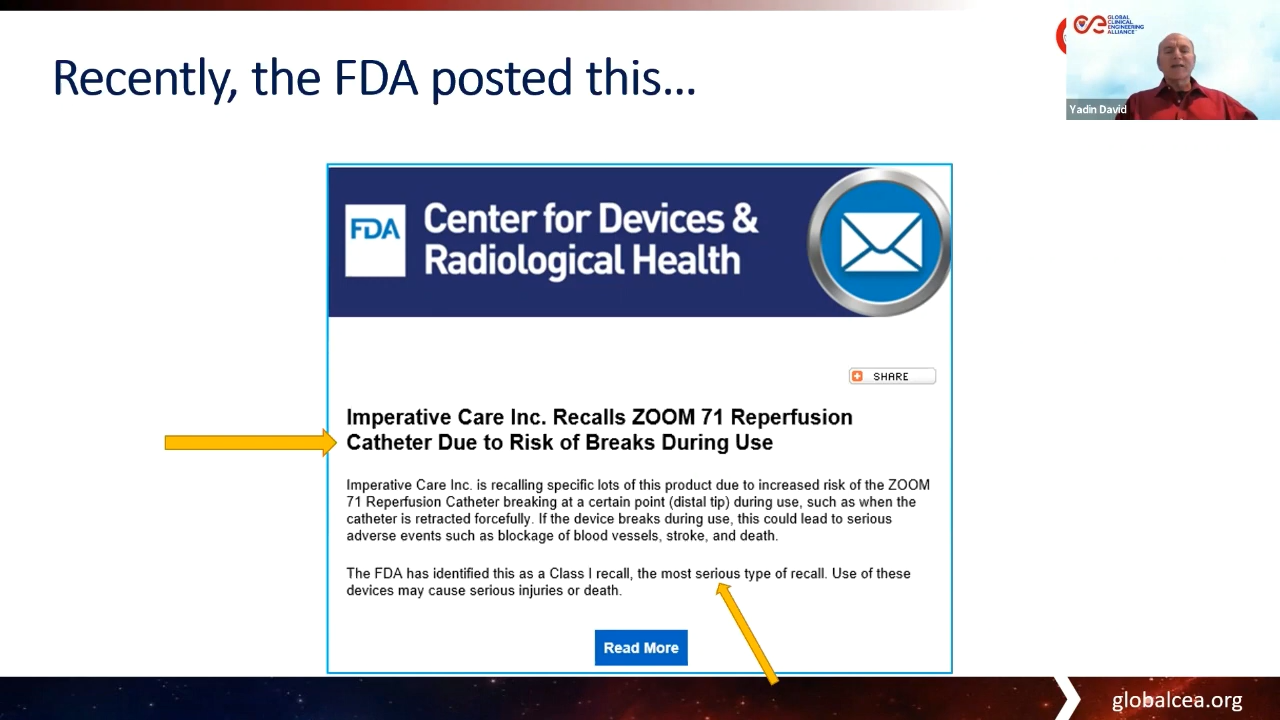 Recently, the FDA posted this...
GLOBAL
CLINICAL
ENGINEERING
ALLIANCE
Yadin David
FDA
Center for Devices &
Radiological Health
SHARE
Imperative Care Inc. Recalls ZOOM 71 Reperfusion
Catheter Due to Risk of Breaks During Use
Imperative Care Inc. is recalling specific lots of this product due to increased risk of the ZOOM
71 Reperfusion Catheter breaking at a certain point (distal tip) during use, such as when the
catheter is retracted forcefully. If the device breaks during use, this could lead to serious
adverse events such as blockage of blood vessels, stroke, and death.
The FDA has identified this as a Class I recall, the most serious type of recall. Use of these
devices may cause serious injuries or death.
Read More
globalcea.org